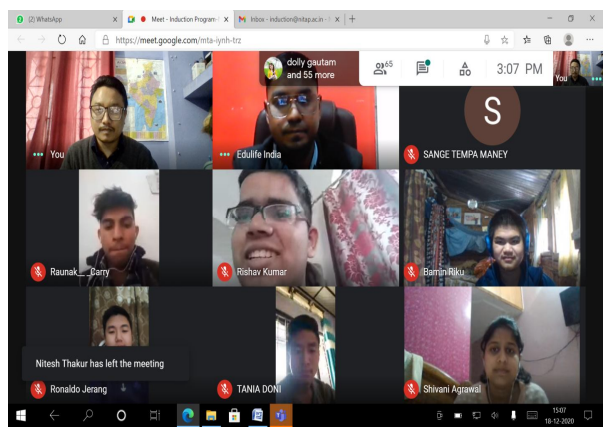 (2) WhatsApp
Meet - Induction Program-
Inbox - induction@nitap.ac.in -
https://meet.google.com/mta-iynh-trz
dolly gautam
and 55 more
65
3:07 PM
You
You
Edulife India
S
SANGE TEMPA MANEY
Raunak___Carry
Rishav Kumar
Bamin Riku
Nitesh Thakur has left the meeting
Ronaldo Jerang
TANIA DONI
Shivani Agrawal
15:07
18-12-2020